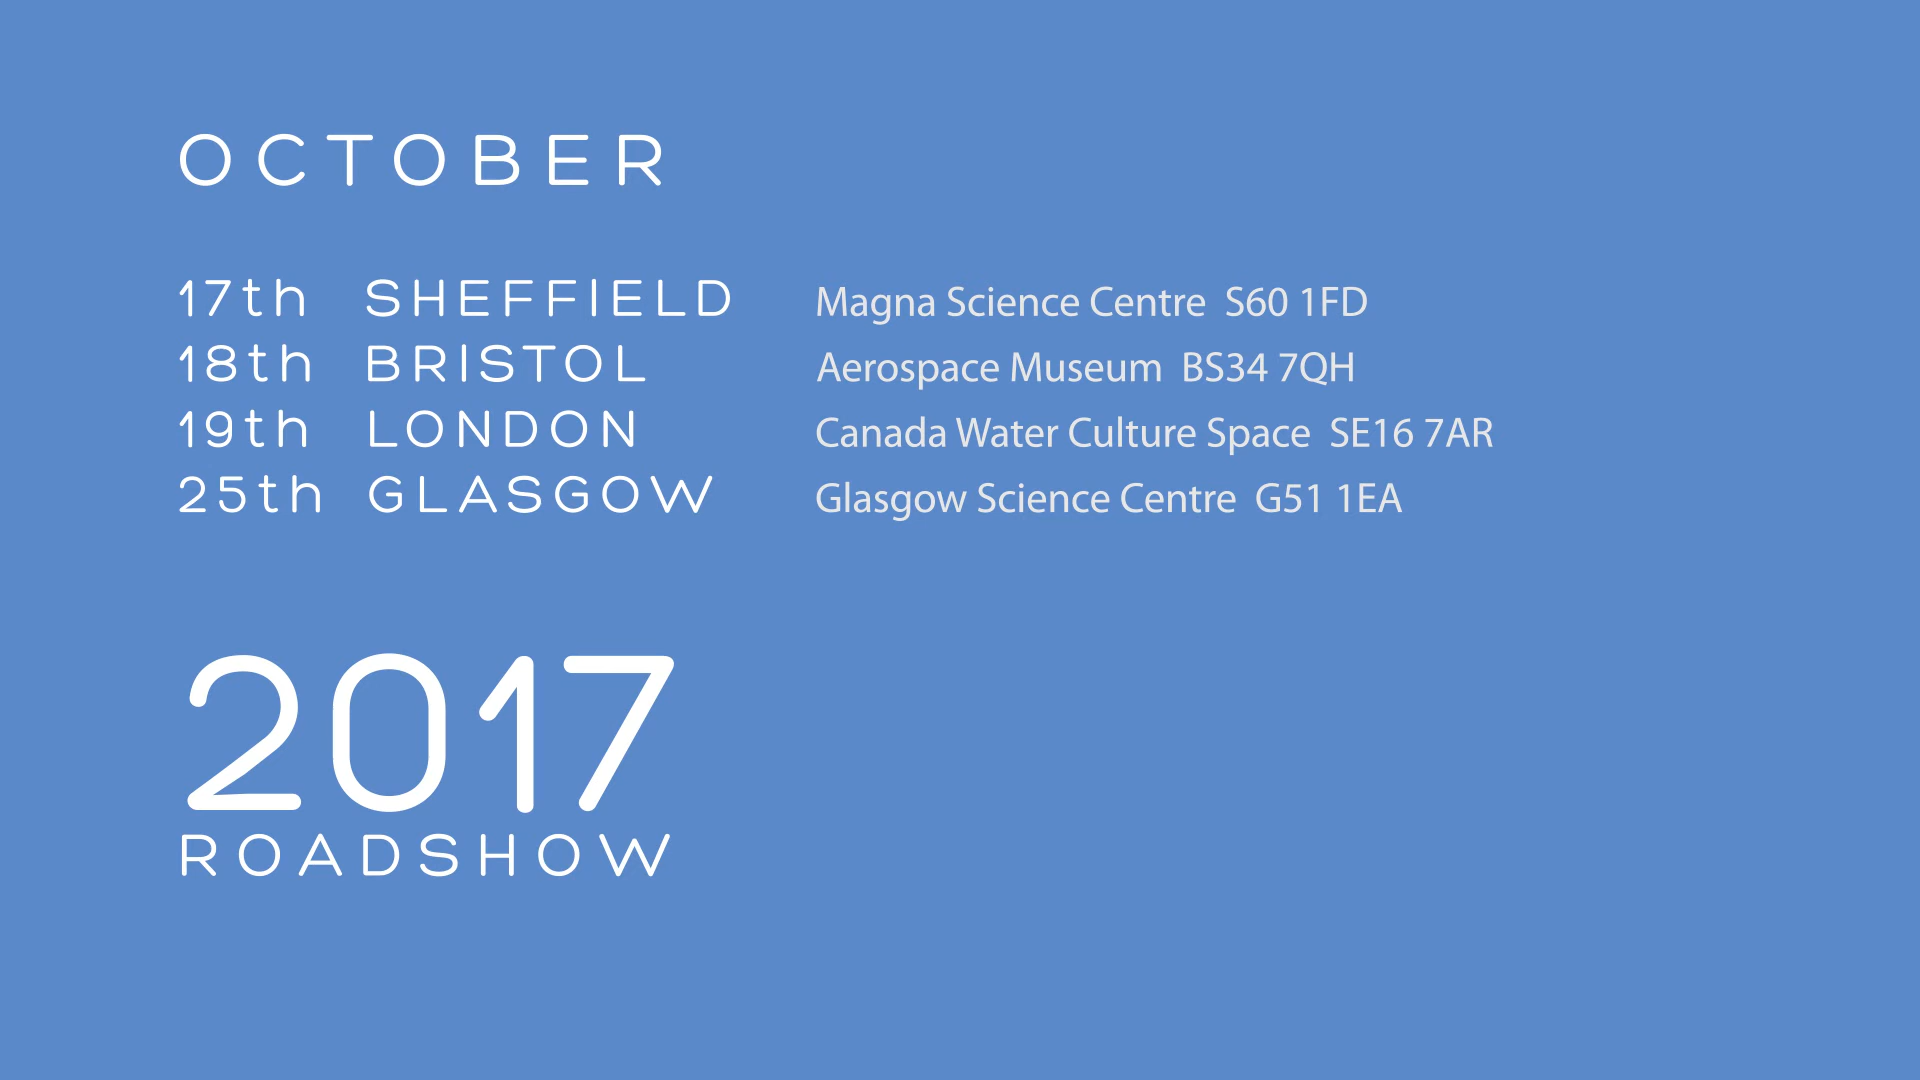 OCTOBER
17th SHEFFIELD Magna Science Centre S60 1FD
18th BRISTOL Aerospace Museum BS34 7QH
19th LONDON Canada Water Culture Space SE16 7AR
25th GLASGOW Glasgow Science Centre G51 1EA
2017
ROADSHOW